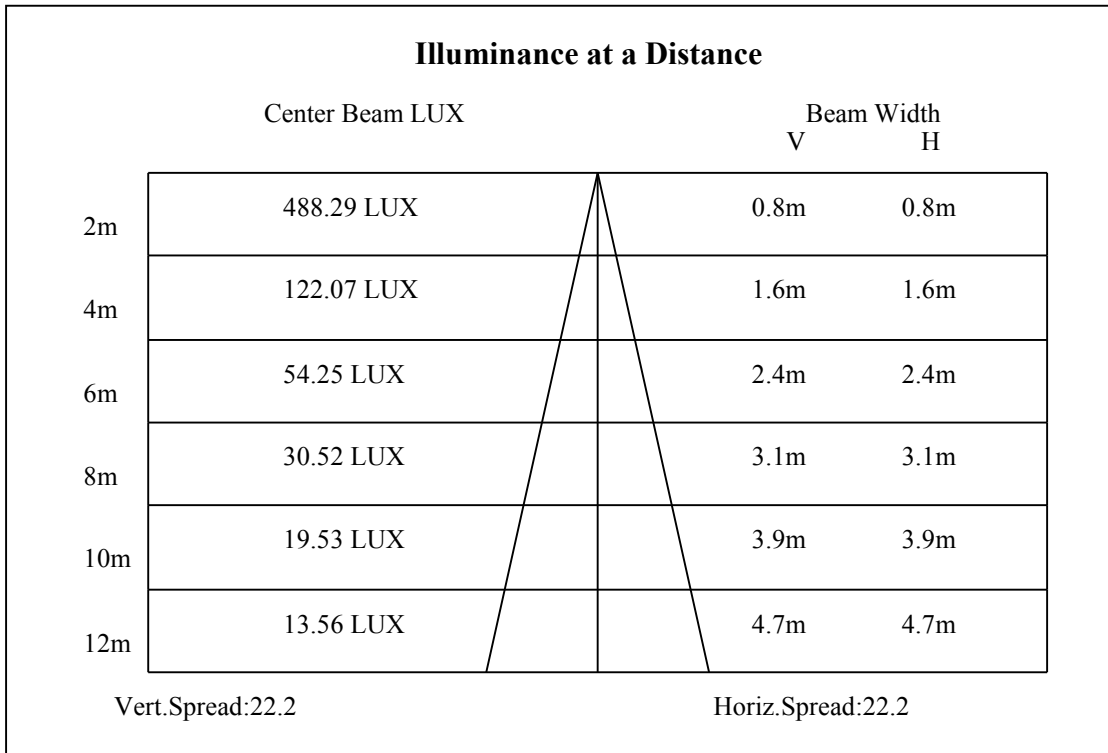 Illuminance at a Distance
Center Beam LUX Beam Width
V H
2m 488.29 LUX 0.8m 0.8m
4m 122.07 LUX 1.6m 1.6m
6m 54.25 LUX 2.4m 2.4m
8m 30.52 LUX 3.1m 3.1m
10m 19.53 LUX 3.9m 3.9m
12m 13.56 LUX 4.7m 4.7m
Vert.Spread:22.2 Horiz.Spread:22.2